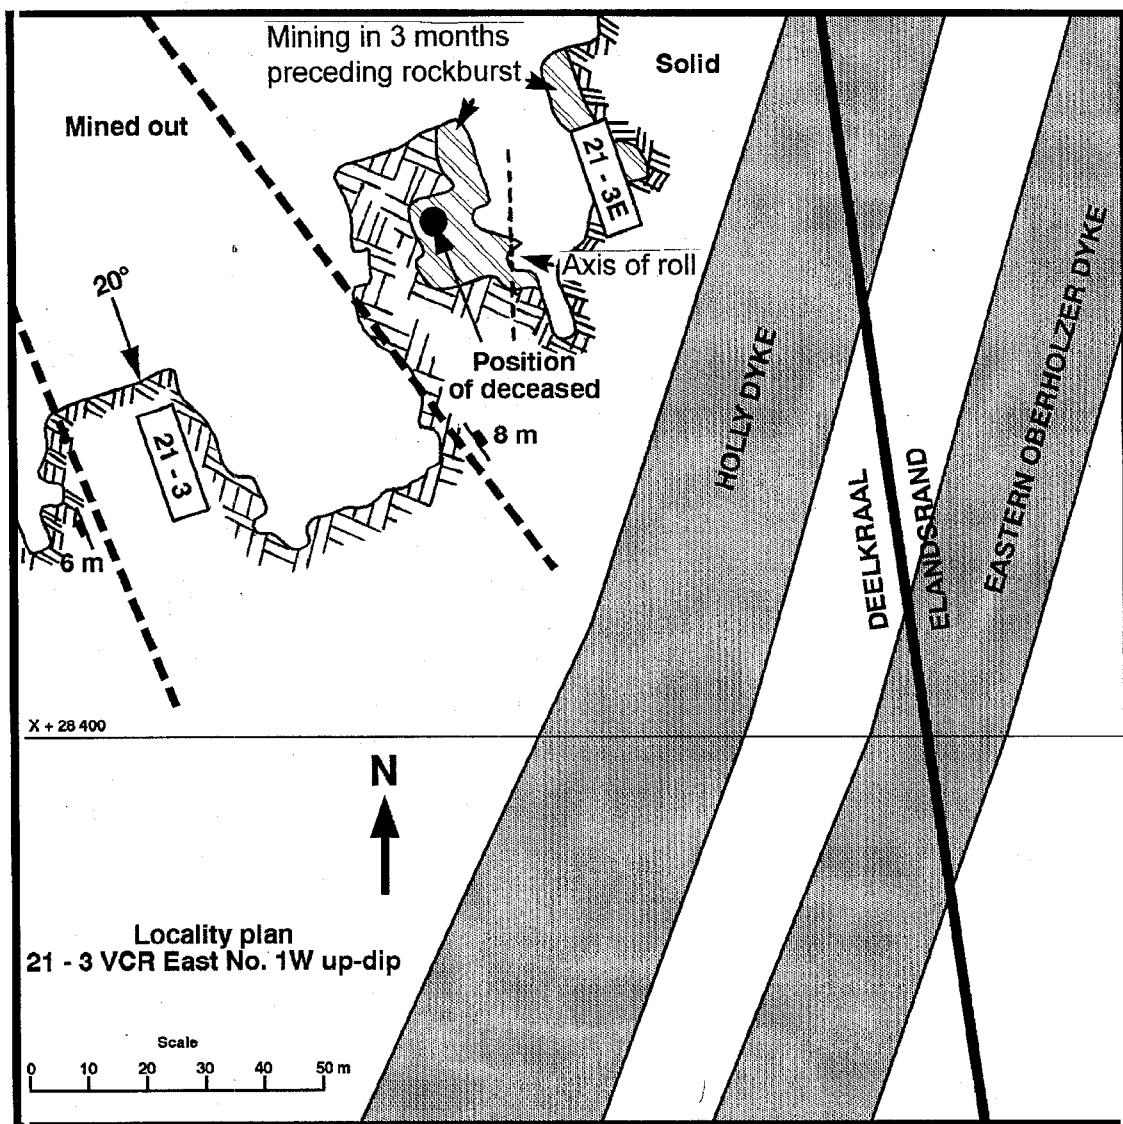 Mining in 3 months
preceding rockburst
Solid
Mined out
21 - 3E
Axis of roll
20°
Position
of deceased
8 m
21 - 3
6 m
HOLLY DYKE
DEELKRAAL
ELANDSRAND
EASTERN OBERHOLZER DYKE
X + 28 400
N
Locality plan
21 - 3 VCR East No. 1W up-dip
Scale
0 10 20 30 40 50 m